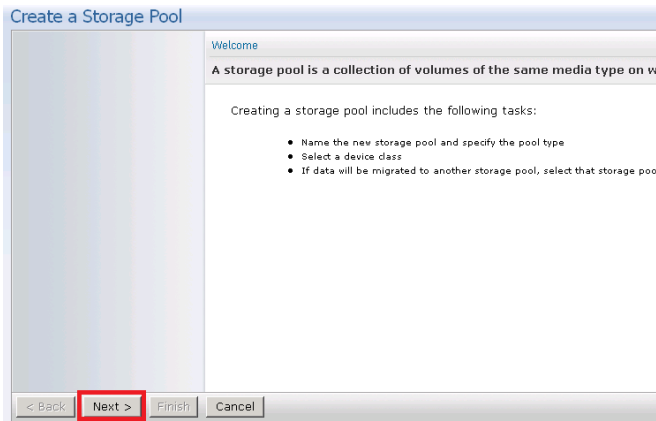 Create a Storage Pool
Welcome
A storage pool is a collection of volumes of the same media type on
Creating a storage pool includes the following tasks:
• Name the new storage pool and specify the pool type
• Select a device class
• If data will be migrated to another storage pool, select that storage
< Back Next > Finish Cancel